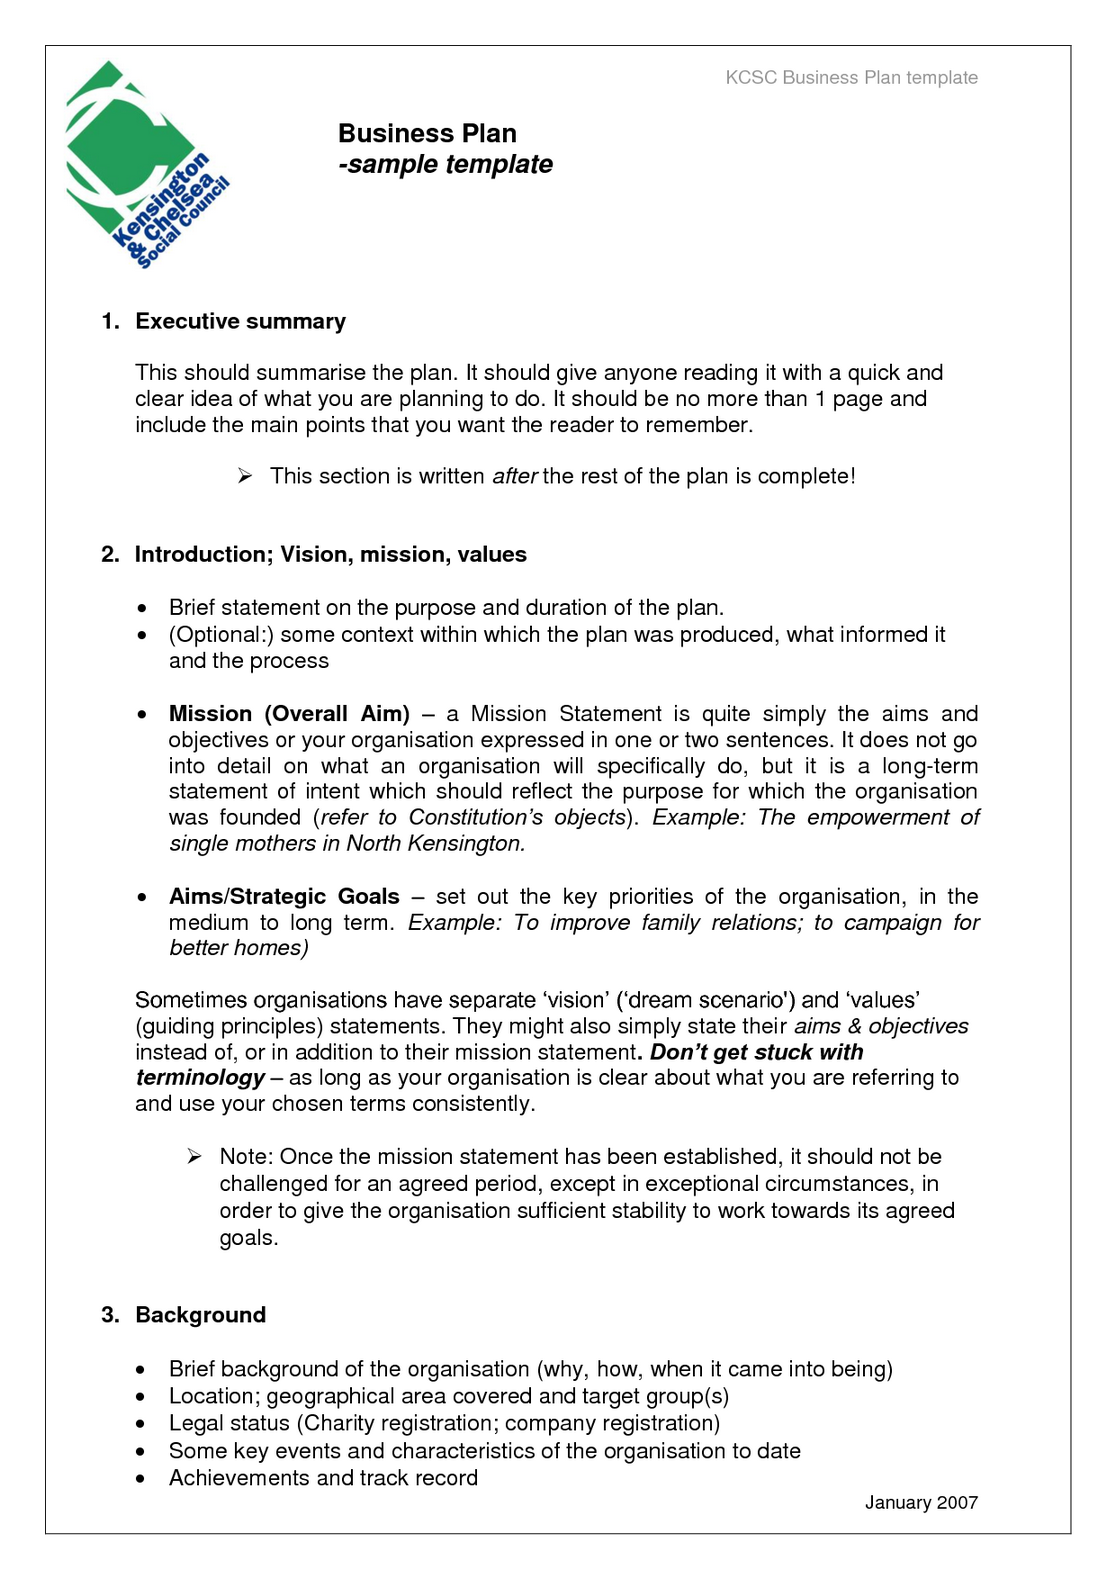 KCSC Business Plan template
Business Plan
-sample template
Kensington
& Chelsea
Social Council
1. Executive summary
This should summarise the plan. It should give anyone reading it with a quick and
clear idea of what you are planning to do. It should be no more than 1 page and
include the main points that you want the reader to remember.
➢ This section is written after the rest of the plan is complete!
2. Introduction; Vision, mission, values
• Brief statement on the purpose and duration of the plan.
• (Optional:) some context within which the plan was produced, what informed it
and the process
• Mission (Overall Aim) – a Mission Statement is quite simply the aims and
objectives or your organisation expressed in one or two sentences. It does not go
into detail on what an organisation will specifically do, but it is a long-term
statement of intent which should reflect the purpose for which the organisation
was founded (refer to Constitution’s objects). Example: The empowerment of
single mothers in North Kensington.
• Aims/Strategic Goals – set out the key priorities of the organisation, in the
medium to long term. Example: To improve family relations; to campaign for
better homes)
Sometimes organisations have separate ‘vision’ (‘dream scenario') and ‘values’
(guiding principles) statements. They might also simply state their aims & objectives
instead of, or in addition to their mission statement. Don’t get stuck with
terminology – as long as your organisation is clear about what you are referring to
and use your chosen terms consistently.
➢ Note: Once the mission statement has been established, it should not be
challenged for an agreed period, except in exceptional circumstances, in
order to give the organisation sufficient stability to work towards its agreed
goals.
3. Background
• Brief background of the organisation (why, how, when it came into being)
• Location; geographical area covered and target group(s)
• Legal status (Charity registration; company registration)
• Some key events and characteristics of the organisation to date
• Achievements and track record
January 2007